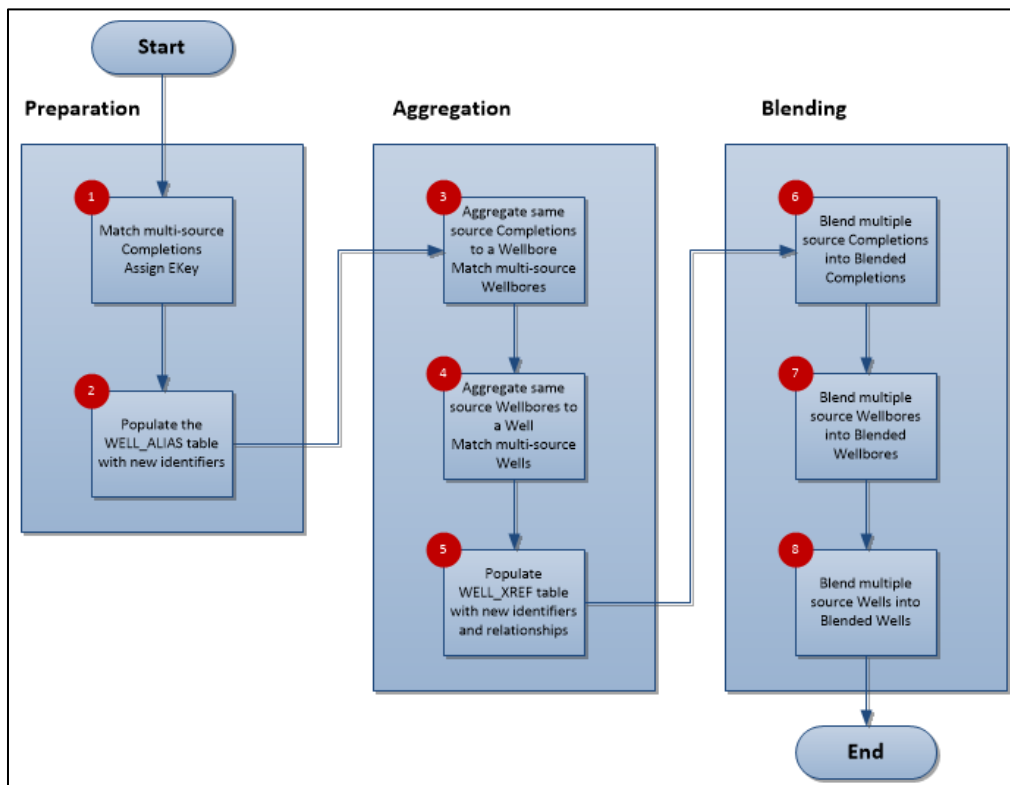 Start
Preparation
1
Match multi-source
Completions
Assign EKey
2
Populate the
WELL_ALIAS table
with new identifiers
Aggregation
3
Aggregate same
source Completions
to a Wellbore
Match multi-source
Wellbores
4
Aggregate same
source Wellbores to
a Well
Match multi-source
Wells
5
Populate
WELL_XREF table
with new identifiers
and relationships
Blending
6
Blend multiple
source Completions
into Blended
Completions
7
Blend multiple
source Wellbores
into Blended
Wellbores
8
Blend multiple
source Wells into
Blended Wells
End